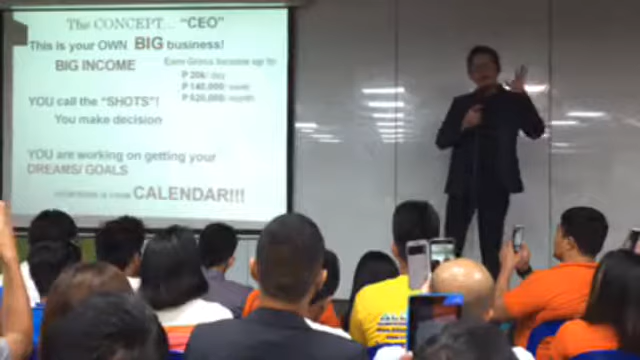 The CONCEPT... "CEO"
This is your OWN BIG business!
BIG INCOME
Earn Gross Income up to:
P 20k/ day
P 140,000/ week
P 620,000/ month
YOU call the "SHOTS"!
You make decision
YOU are working on getting your
DREAMS/ GOALS
is your CALENDAR!!!